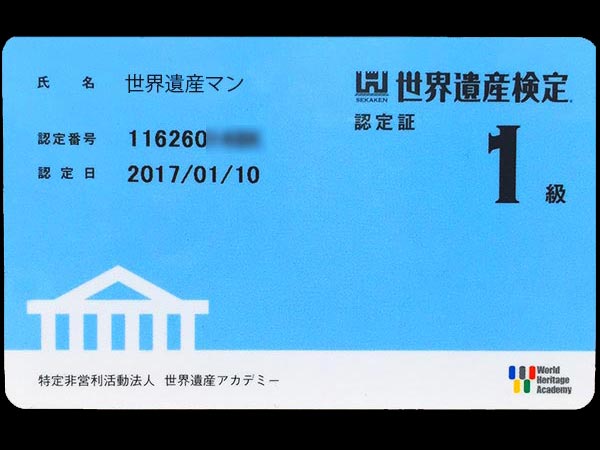 氏 名 世界遺産マン
認定番号 116260
認定日 2017/01/10
SEKAKEN
世界遺産検定
認定証
1級
特定非営利活動法人 世界遺産アカデミー
World
Heritage
Academy